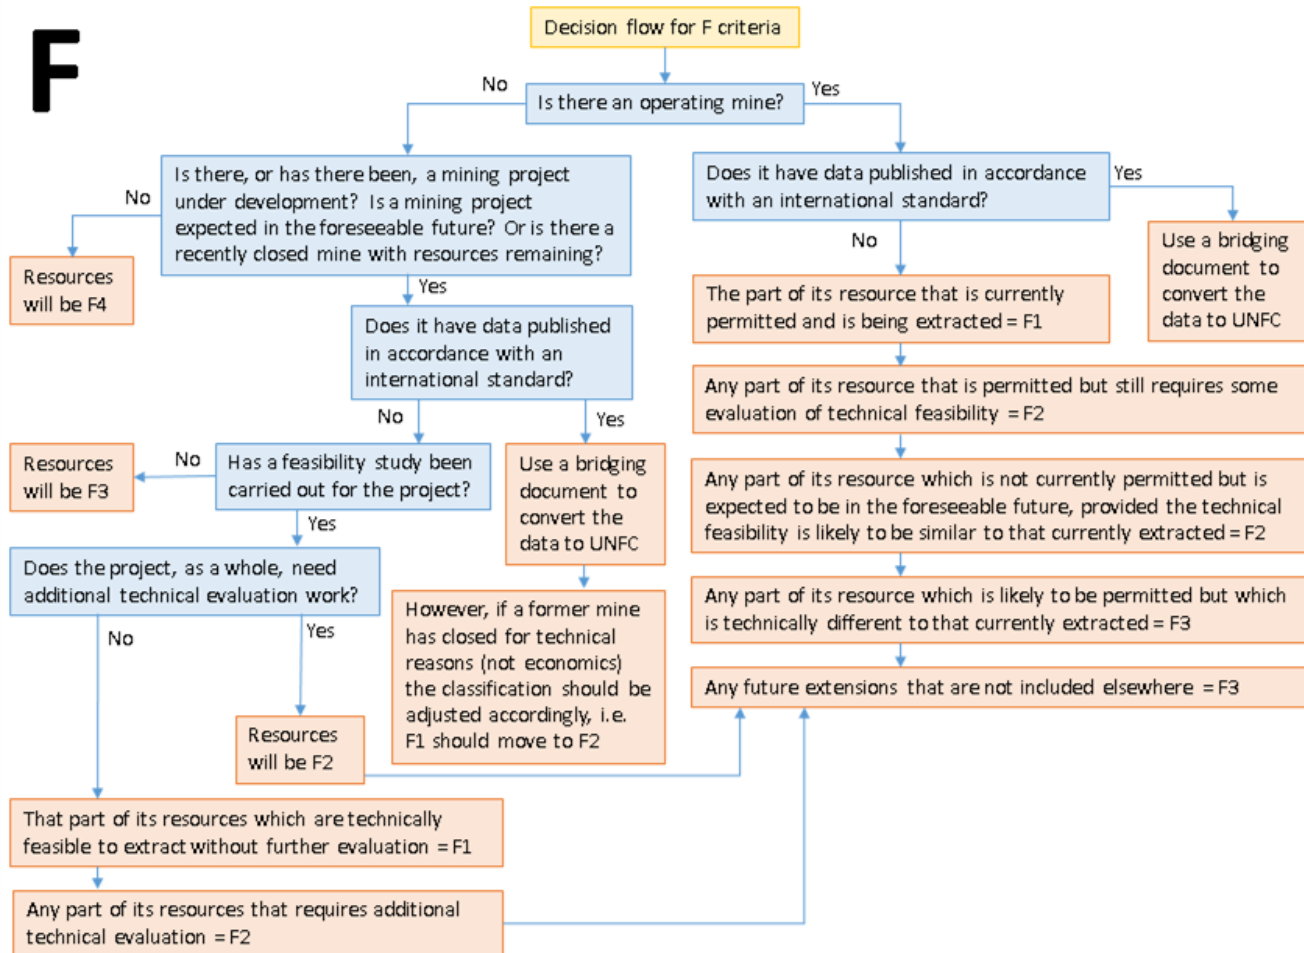 F
Decision flow for F criteria
No
Is there an operating mine?
Yes
Is there, or has there been, a mining project
under development? Is a mining project
expected in the foreseeable future? Or is there a
recently closed mine with resources remaining?
No
Resources
will be F4
Yes
Does it have data published
in accordance with an
international standard?
No
Yes
Resources
will be F3
No
Has a feasibility study been
carried out for the project?
Use a bridging
document to
convert the
data to UNFC
Yes
Does the project, as a whole, need
additional technical evaluation work?
However, if a former mine
has closed for technical
reasons (not economics)
the classification should be
adjusted accordingly, i.e.
F1 should move to F2
No
Yes
Resources
will be F2
That part of its resources which are technically
feasible to extract without further evaluation = F1
Any part of its resources that requires additional
technical evaluation = F2
Does it have data published in accordance
with an international standard?
Yes
No
Use a bridging
document to
convert the
data to UNFC
The part of its resource that is currently
permitted and is being extracted = F1
Any part of its resource that is permitted but still requires some
evaluation of technical feasibility = F2
Any part of its resource which is not currently permitted but is
expected to be in the foreseeable future, provided the technical
feasibility is likely to be similar to that currently extracted = F2
Any part of its resource which is likely to be permitted but which
is technically different to that currently extracted = F3
Any future extensions that are not included elsewhere = F3